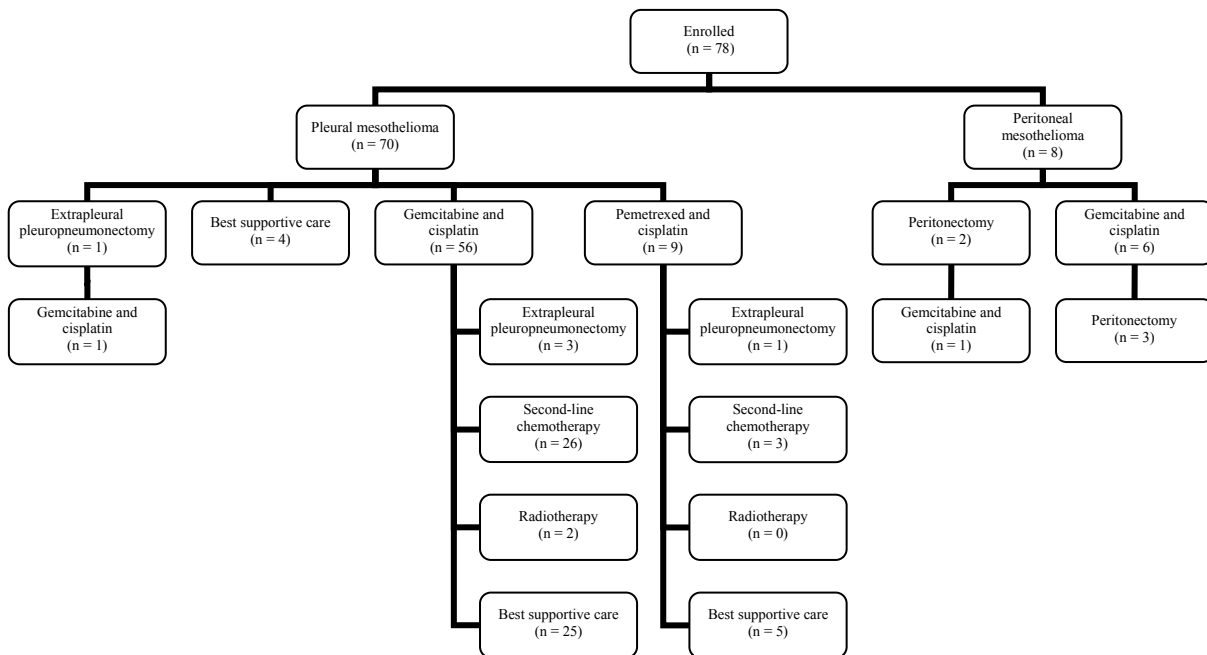 Enrolled
(n = 78)
Pleural mesothelioma
(n = 70)
Peritoneal
mesothelioma
(n = 8)
Extrapleural
pleuropneumonectomy
(n = 1)
Best supportive care
(n = 4)
Gemcitabine and
cisplatin
(n = 56)
Pemetrexed and
cisplatin
(n = 9)
Peritonectomy
(n = 2)
Gemcitabine and
cisplatin
(n = 6)
Gemcitabine and
cisplatin
(n = 1)
Extrapleural
pleuropneumonectomy
(n = 3)
Extrapleural
pleuropneumonectomy
(n = 1)
Gemcitabine and
cisplatin
(n = 1)
Peritonectomy
(n = 3)
Second-line
chemotherapy
(n = 26)
Second-line
chemotherapy
(n = 3)
Radiotherapy
(n = 2)
Radiotherapy
(n = 0)
Best supportive care
(n = 25)
Best supportive care
(n = 5)